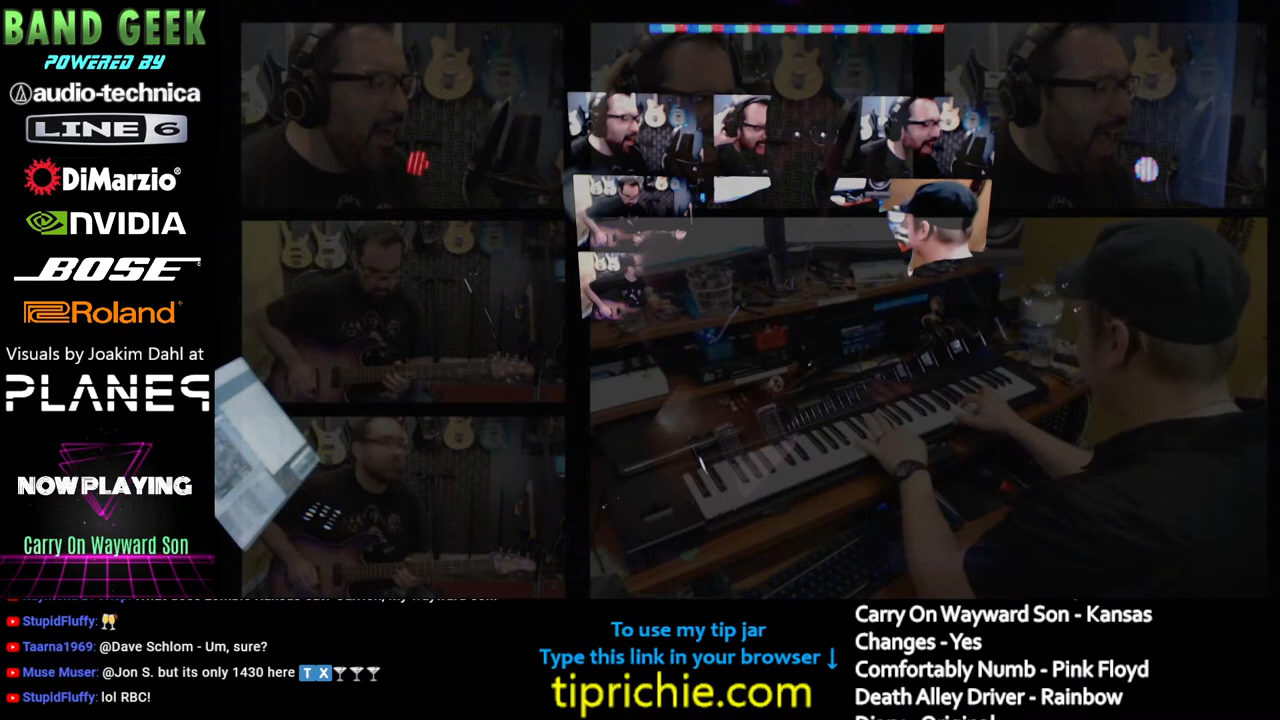 BAND GEEK
POWERED BY
audio-technica
LINE 6
DiMarzio®
NVIDIA
BOSE
Roland
Visuals by Joakim Dahl at
PLANE9
NOW PLAYING
Carry On Wayward Son
StupidFluffy: 🥂
Taarna1969: @Dave Schlom - Um, sure?
Muse Muser: @Jon S. but its only 1430 here TX🍸🍸🍸
StupidFluffy: lol RBC!
To use my tip jar
Type this link in your browser ↓
tiprichie.com
Carry On Wayward Son - Kansas
Changes - Yes
Comfortably Numb - Pink Floyd
Death Alley Driver - Rainbow